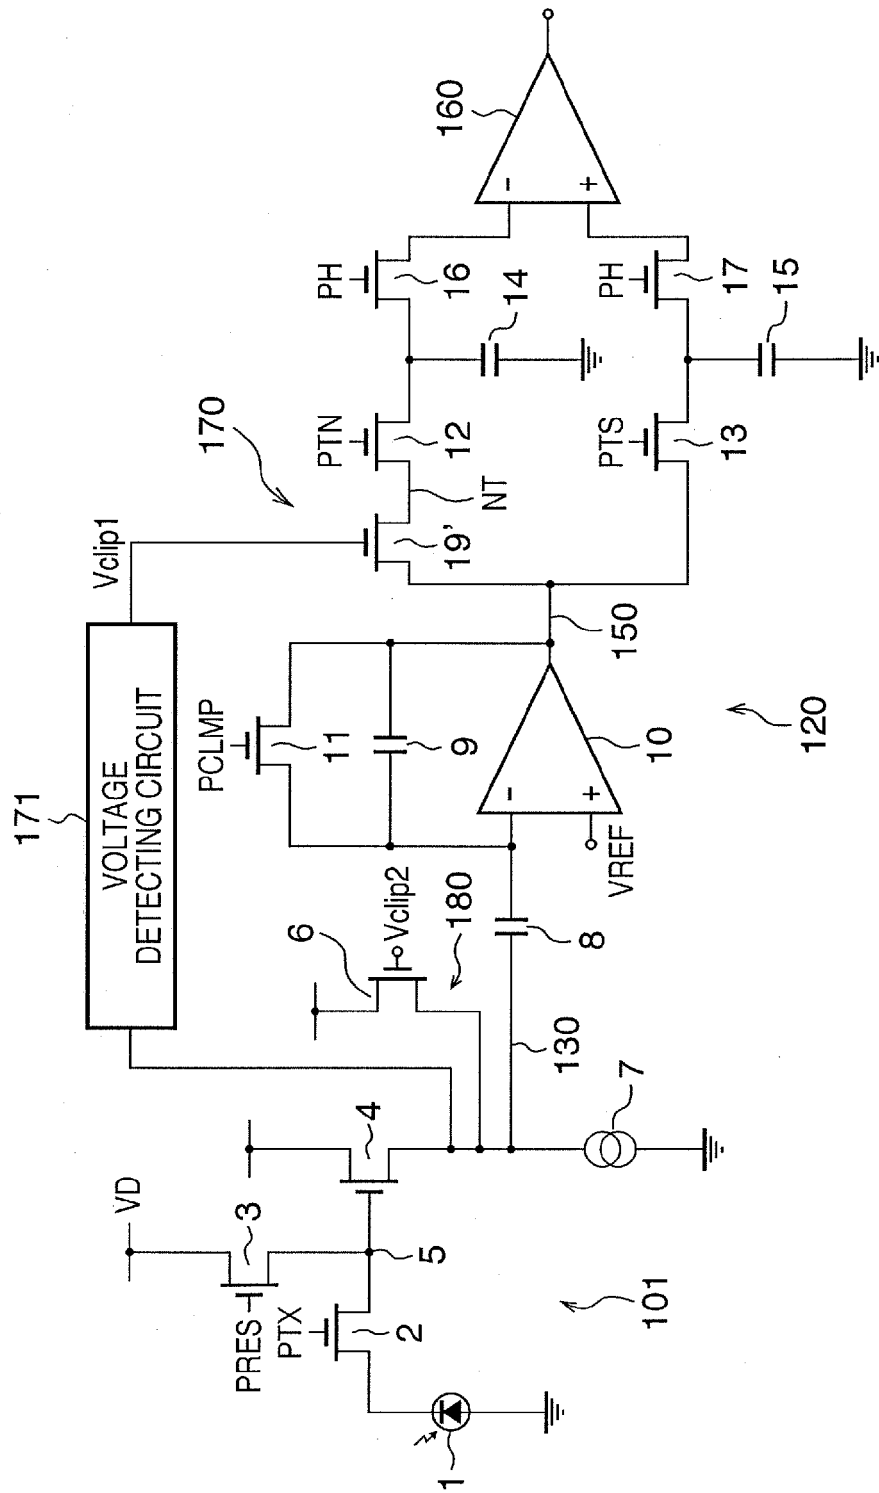 171
VOLTAGE
DETECTING CIRCUIT
Vclip1
170
VD
PRES
3
PTX
2
5
4
1
101
6
Vclip2
180
130
7
8
PCLMP
11
9
-
+
VREF
10
120
150
19'
NT
PTN
12
PTS
13
14
15
PH
16
PH
17
-
+
160